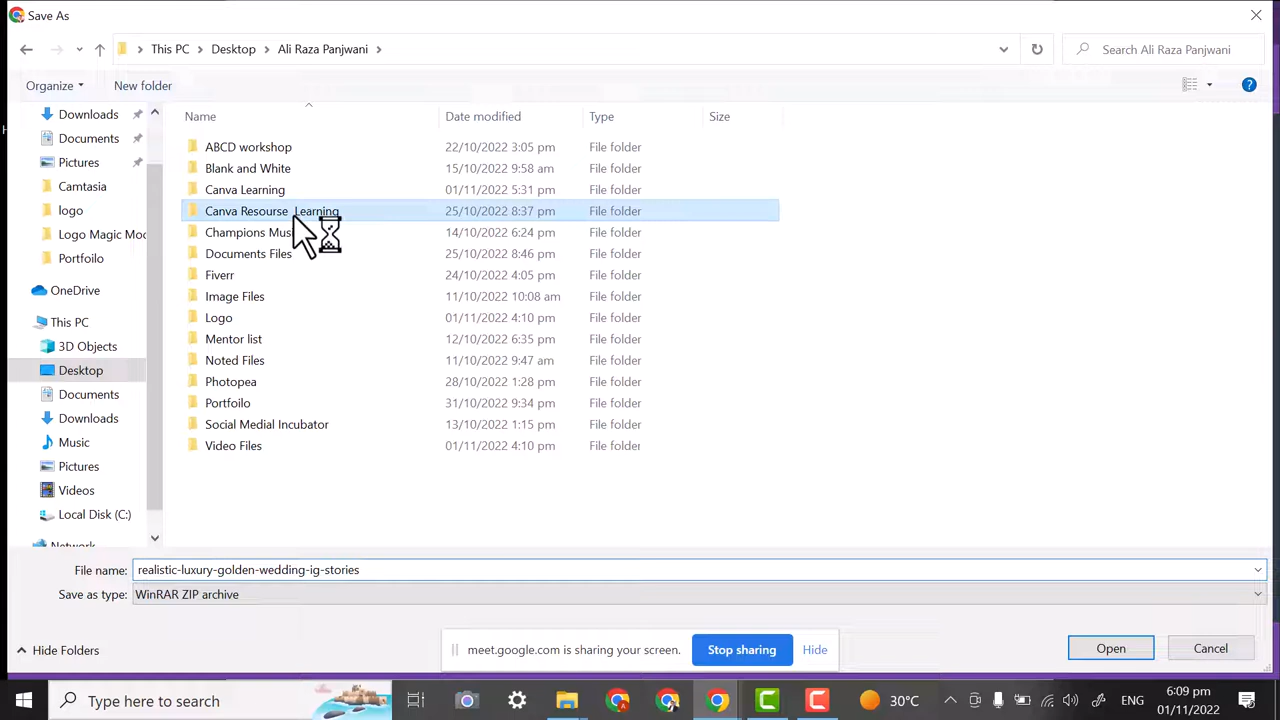 Save As
This PC
Desktop
Ali Raza Panjwani
Search Ali Raza Panjwani
Organize
New folder
?
Downloads
Documents
Pictures
Camtasia
logo
Logo Magic Moc
Portfoilo
OneDrive
This PC
3D Objects
Desktop
Documents
Downloads
Music
Pictures
Videos
Local Disk (C:)
Network
Name Date modified Type Size
ABCD workshop 22/10/2022 3:05 pm File folder
Blank and White 15/10/2022 9:58 am File folder
Canva Learning 01/11/2022 5:31 pm File folder
Canva Resourse Learning 25/10/2022 8:37 pm File folder
Champions Mus 14/10/2022 6:24 pm File folder
Documents Files 25/10/2022 8:46 pm File folder
Fiverr 24/10/2022 4:05 pm File folder
Image Files 11/10/2022 10:08 am File folder
Logo 01/11/2022 4:10 pm File folder
Mentor list 12/10/2022 6:35 pm File folder
Noted Files 11/10/2022 9:47 am File folder
Photopea 28/10/2022 1:28 pm File folder
Portfoilo 31/10/2022 9:34 pm File folder
Social Medial Incubator 13/10/2022 1:15 pm File folder
Video Files 01/11/2022 4:10 pm File folder
File name: realistic-luxury-golden-wedding-ig-stories
Save as type: WinRAR ZIP archive
Hide Folders
meet.google.com is sharing your screen.
Stop sharing
Hide
Open
Cancel
Type here to search
30°C
ENG
6:09 pm
01/11/2022